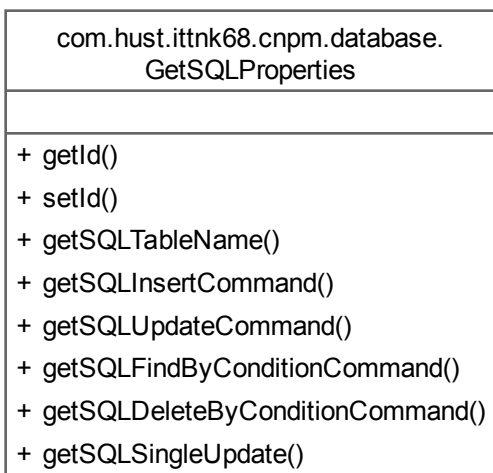 com.hust.ittnk68.cnpm.database.
GetSQLProperties
+ getId()
+ setId()
+ getSQLTableName()
+ getSQLInsertCommand()
+ getSQLUpdateCommand()
+ getSQLFindByConditionCommand()
+ getSQLDeleteByConditionCommand()
+ getSQLSingleUpdate()